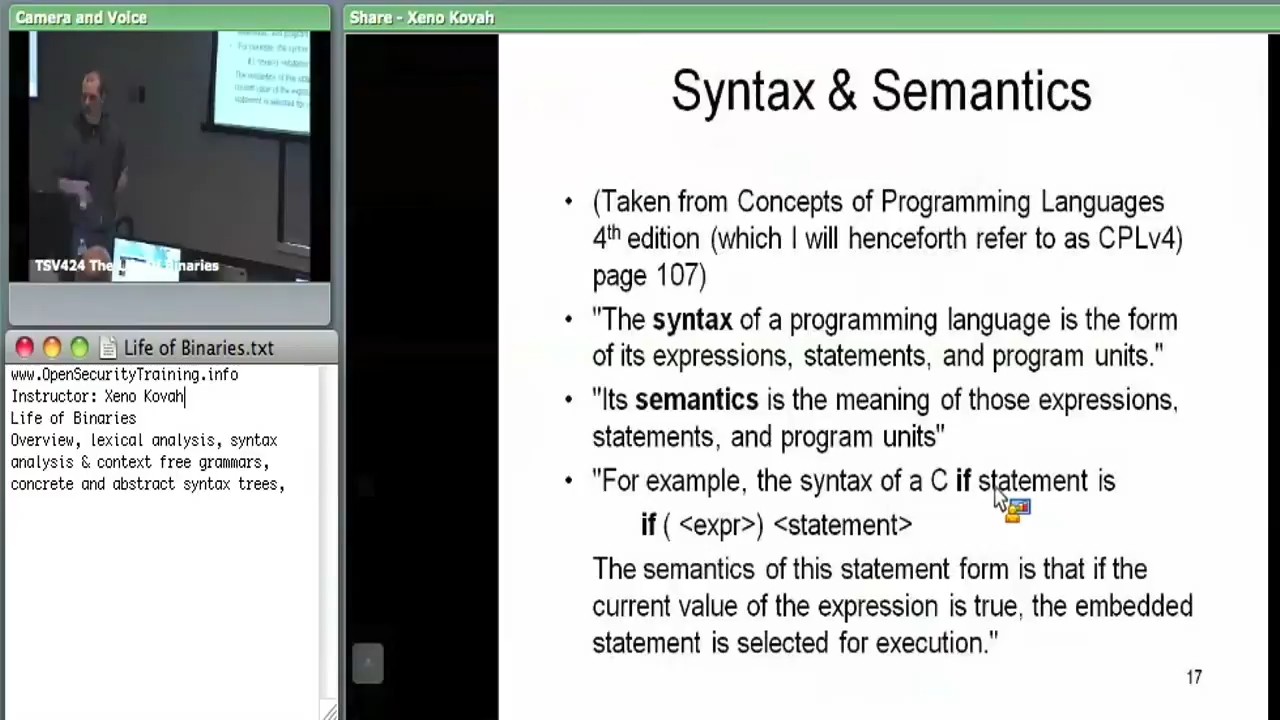 Camera and Voice
Share - Xeno Kovah
TSV424 The Life of Binaries
Life of Binaries.txt
www.OpenSecurityTraining.info
Instructor: Xeno Kovah
Life of Binaries
Overview, lexical analysis, syntax
analysis & context free grammars,
concrete and abstract syntax trees,
Syntax & Semantics
• (Taken from Concepts of Programming Languages
4th edition (which I will henceforth refer to as CPLv4)
page 107)
• "The syntax of a programming language is the form
of its expressions, statements, and program units."
• "Its semantics is the meaning of those expressions,
statements, and program units"
• "For example, the syntax of a C if statement is
if ( <expr>) <statement>
The semantics of this statement form is that if the
current value of the expression is true, the embedded
statement is selected for execution."
17